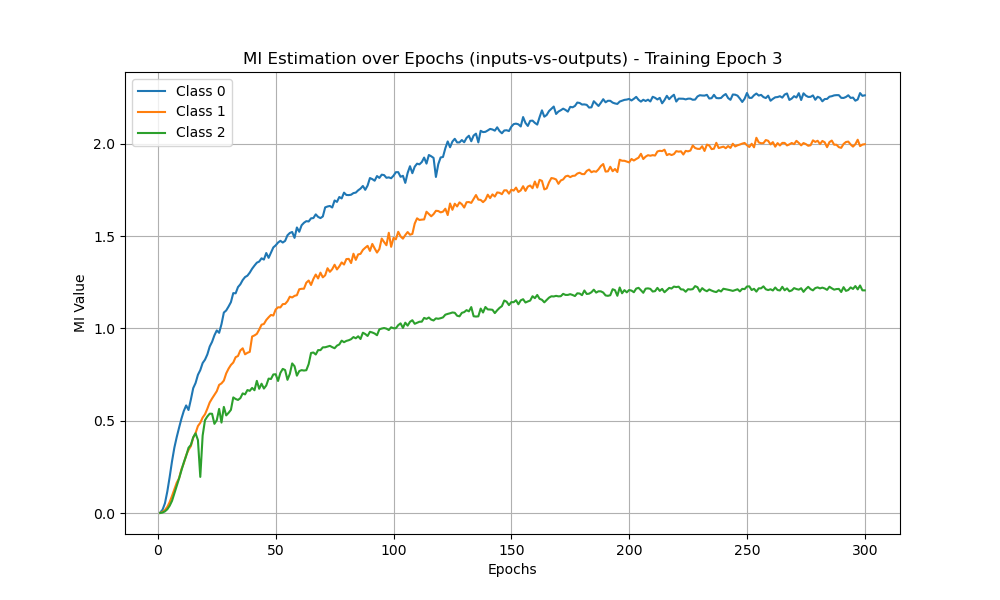 MI Estimation over Epochs (inputs-vs-outputs) - Training Epoch 3
Class 0
Class 1
Class 2
MI Value
2.0
1.5
1.0
0.5
0.0
0 50 100 150 200 250 300
Epochs